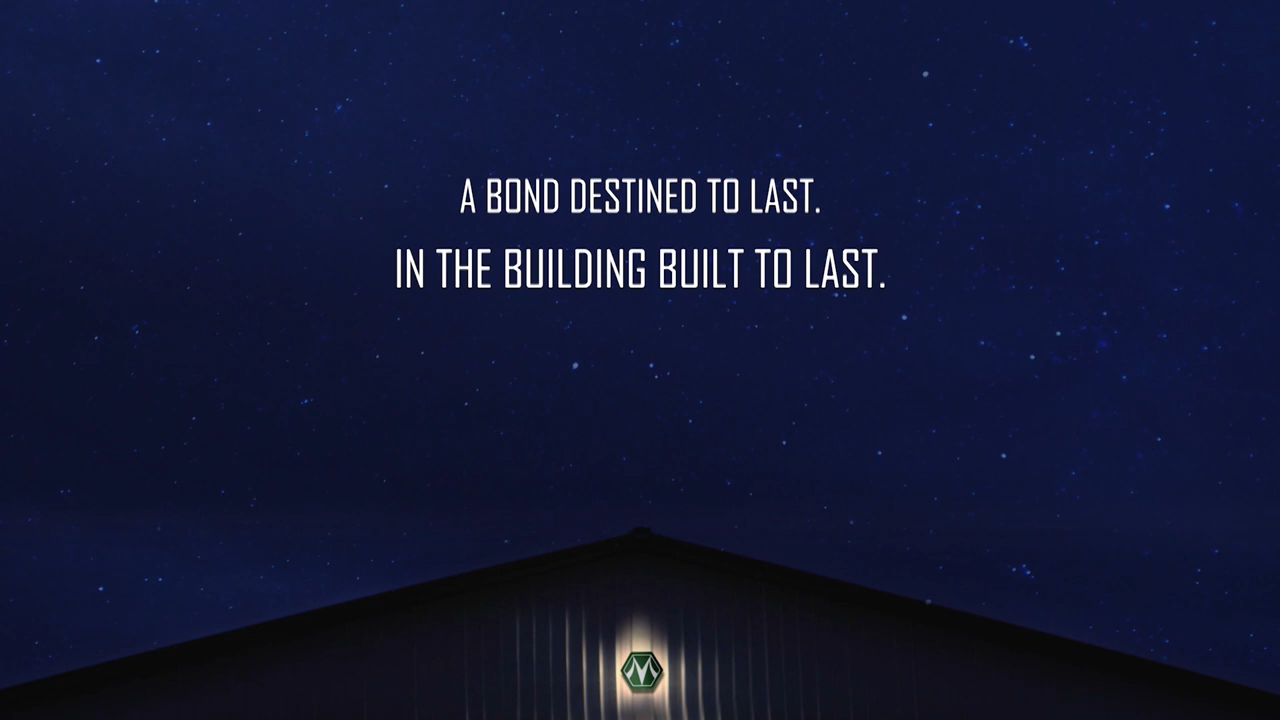 A BOND DESTINED TO LAST.
IN THE BUILDING BUILT TO LAST.
M